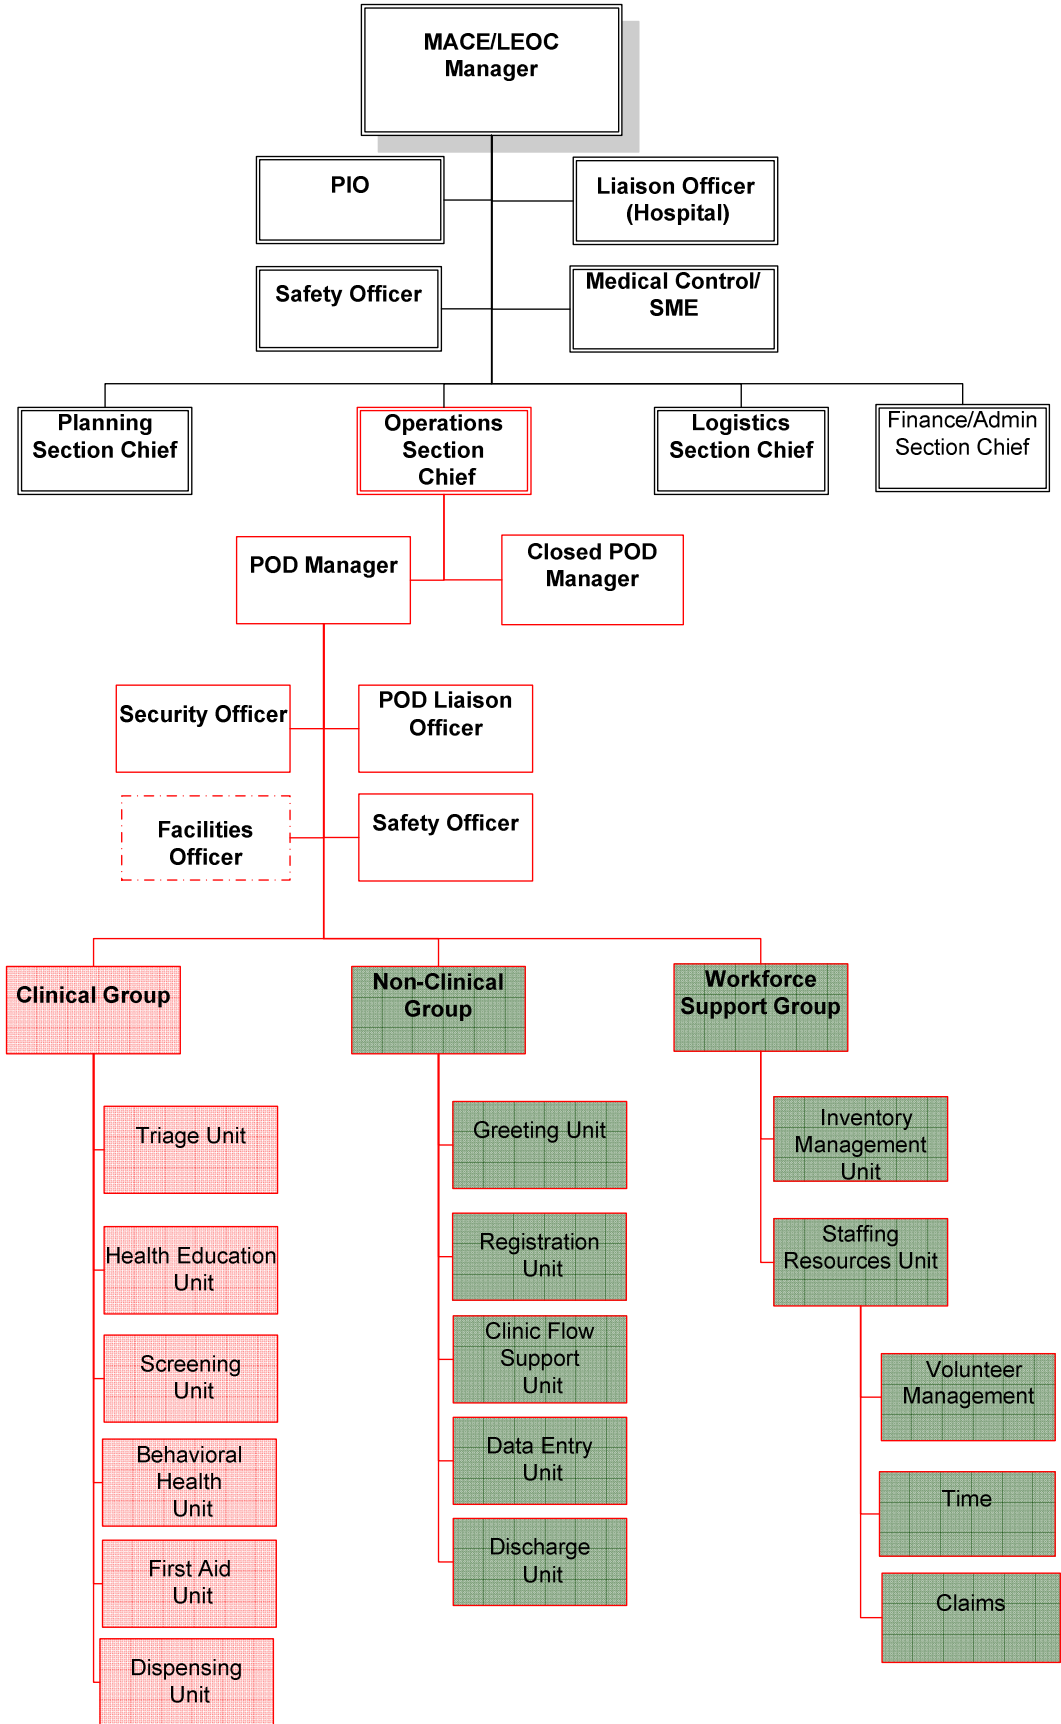 MACE/LEOC
Manager
PIO
Liaison Officer
(Hospital)
Safety Officer
Medical Control/
SME
Planning
Section Chief
Operations
Section
Chief
Logistics
Section Chief
Finance/Admin
Section Chief
POD Manager
Closed POD
Manager
Security Officer
POD Liaison
Officer
Facilities
Officer
Safety Officer
Clinical Group
Non-Clinical
Group
Workforce
Support Group
Triage Unit
Health Education
Unit
Screening
Unit
Behavioral
Health
Unit
First Aid
Unit
Dispensing
Unit
Greeting Unit
Registration
Unit
Clinic Flow
Support
Unit
Data Entry
Unit
Discharge
Unit
Inventory
Management
Unit
Staffing
Resources Unit
Volunteer
Management
Time
Claims